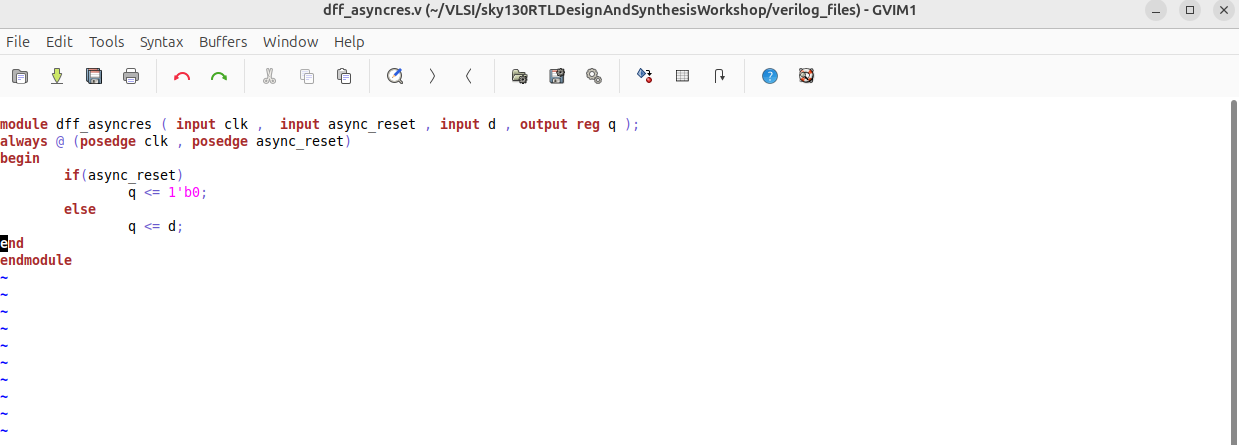 dff_asyncres.v (~/VLSI/sky130RTLDesignAndSynthesisWorkshop/verilog_files) - GVIM1
File Edit Tools Syntax Buffers Window Help
module dff_asyncres ( input clk ,  input async_reset , input d , output reg q );
always @ (posedge clk , posedge async_reset)
begin
        if(async_reset)
                q <= 1'b0;
        else
                q <= d;
end
endmodule
~
~
~
~
~
~
~
~
~
~